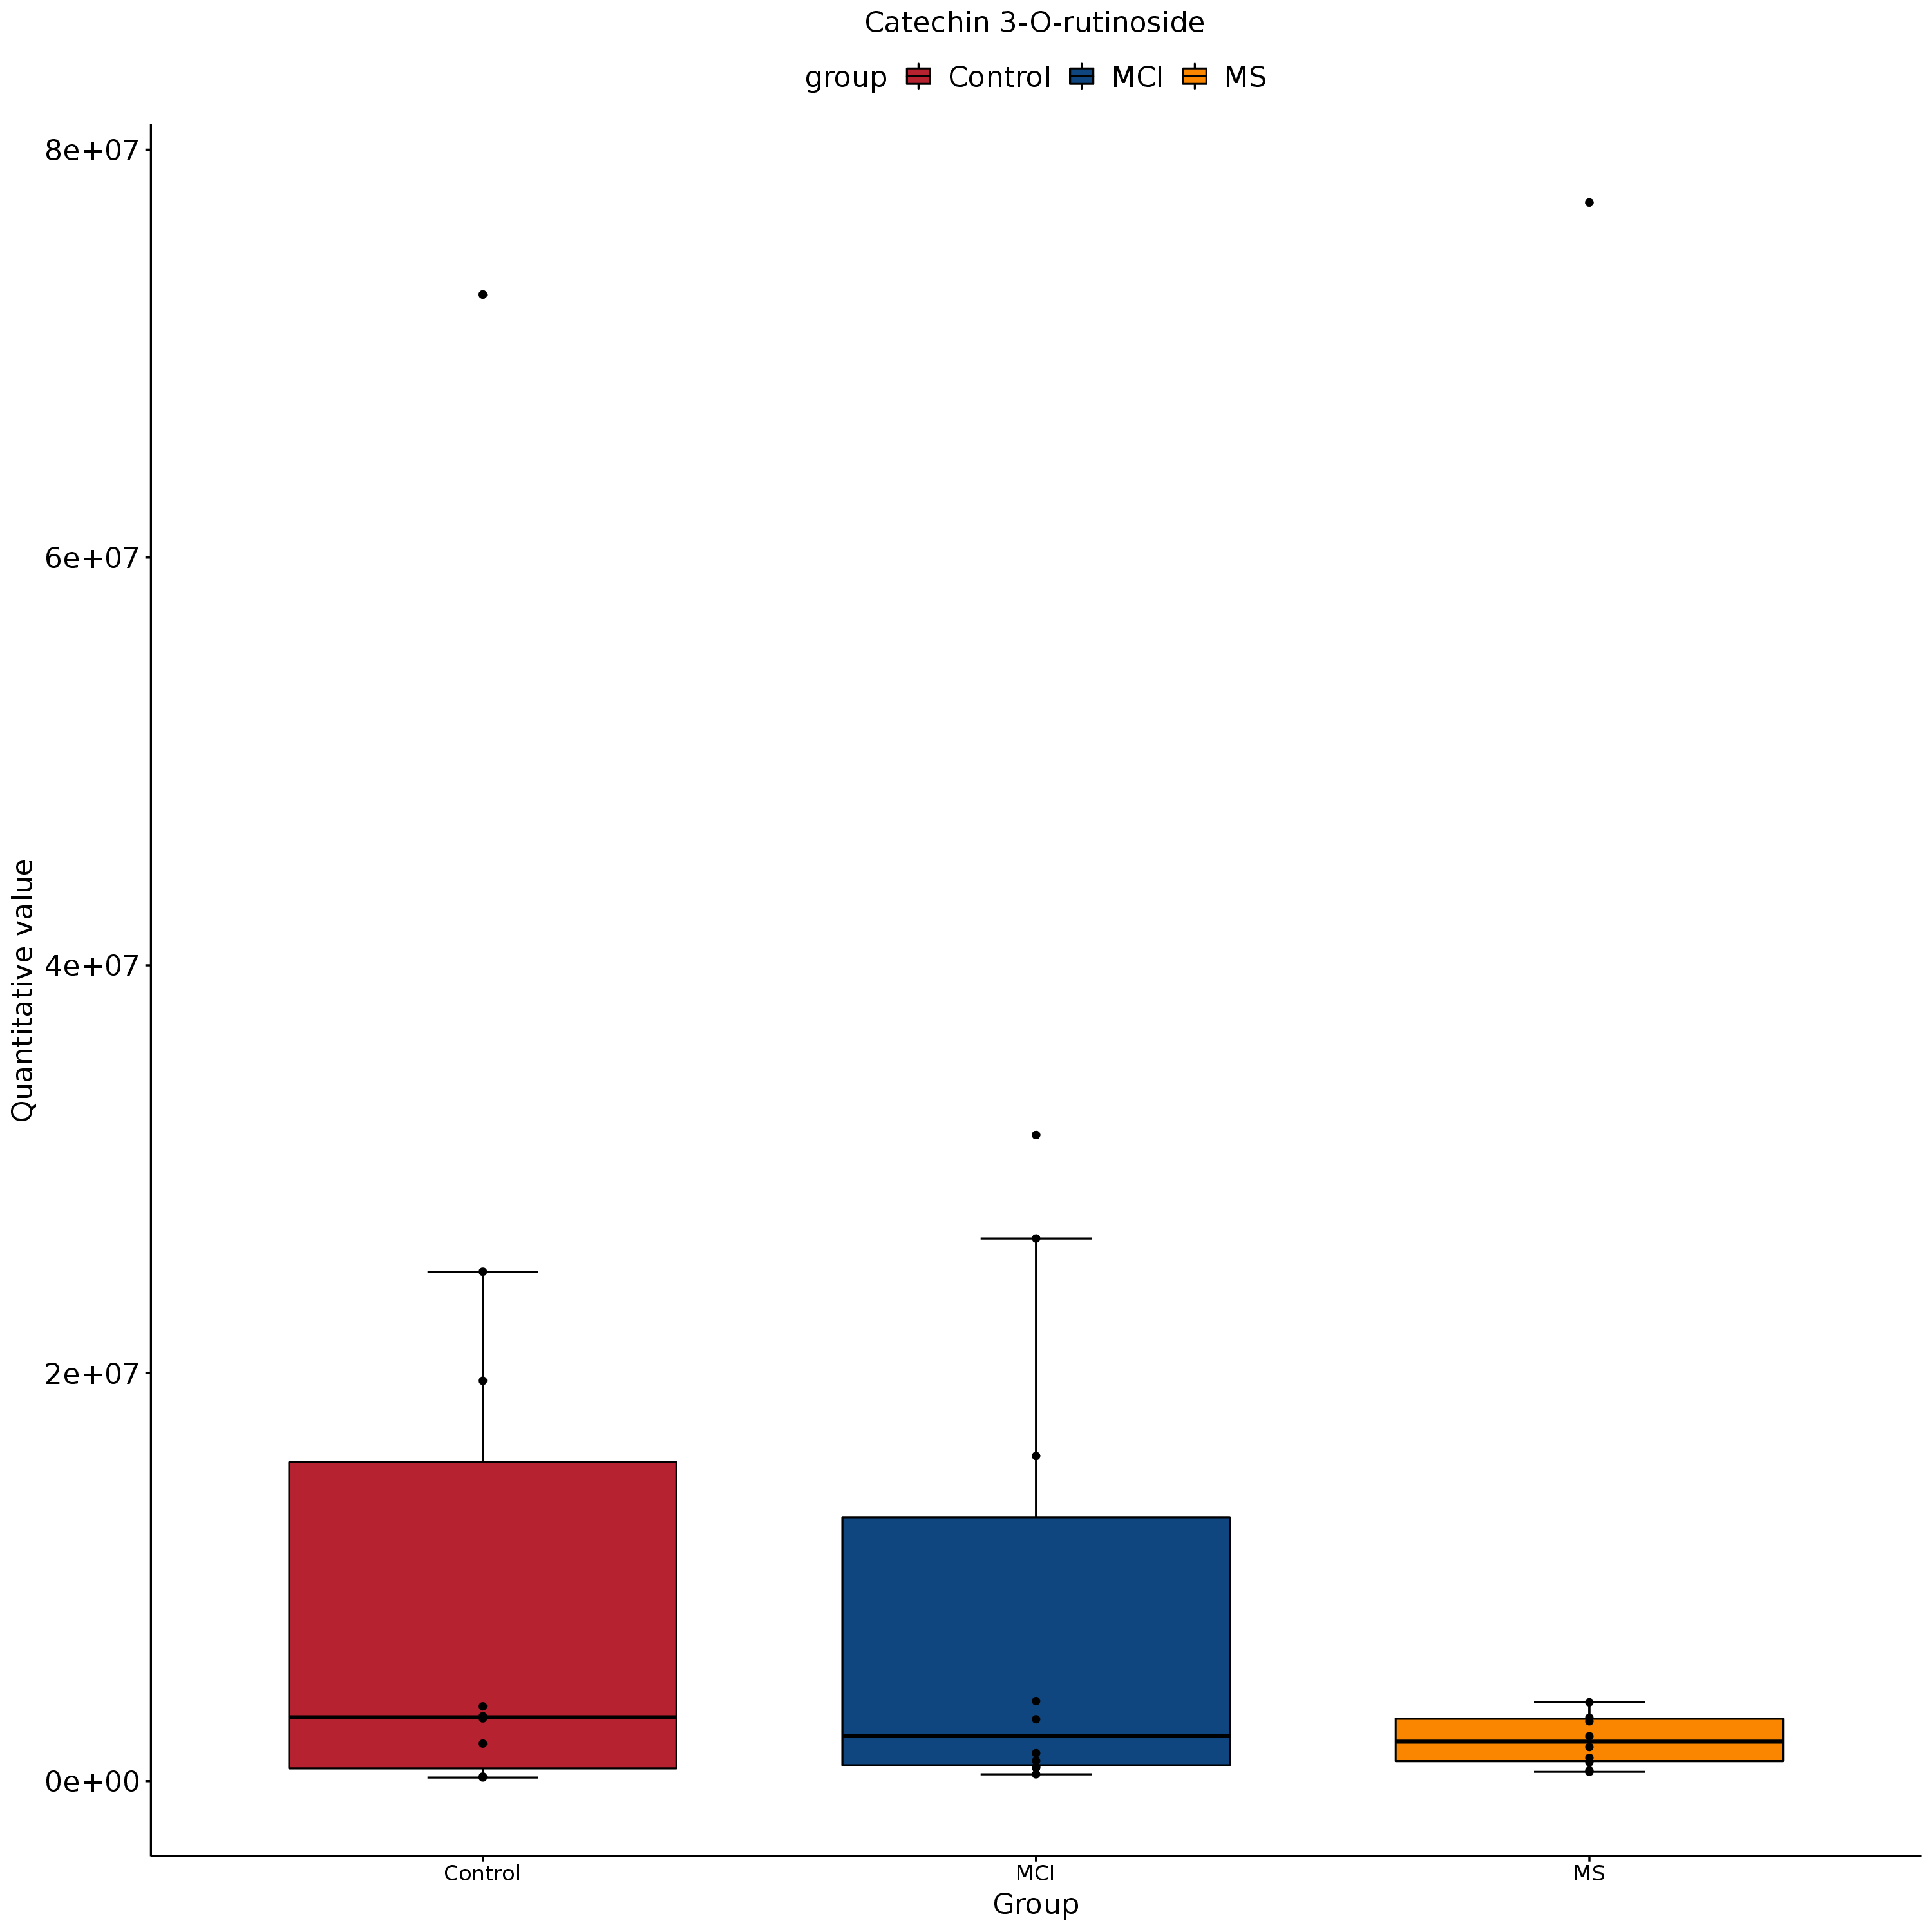 Catechin 3-O-rutinoside
group Control MCI MS
8e+07
6e+07
4e+07
2e+07
0e+00
Quantitative value
Control MCI MS
Group